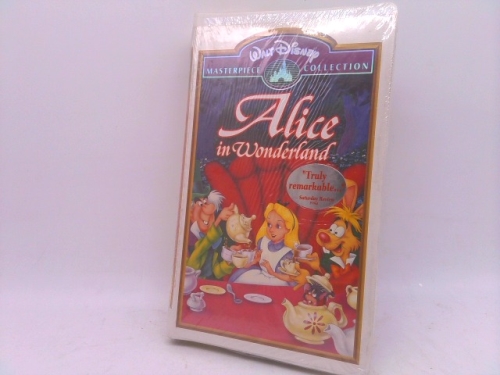 Walt Disney
MASTERPIECE COLLECTION
Alice
in Wonderland
"Truly
remarkable."